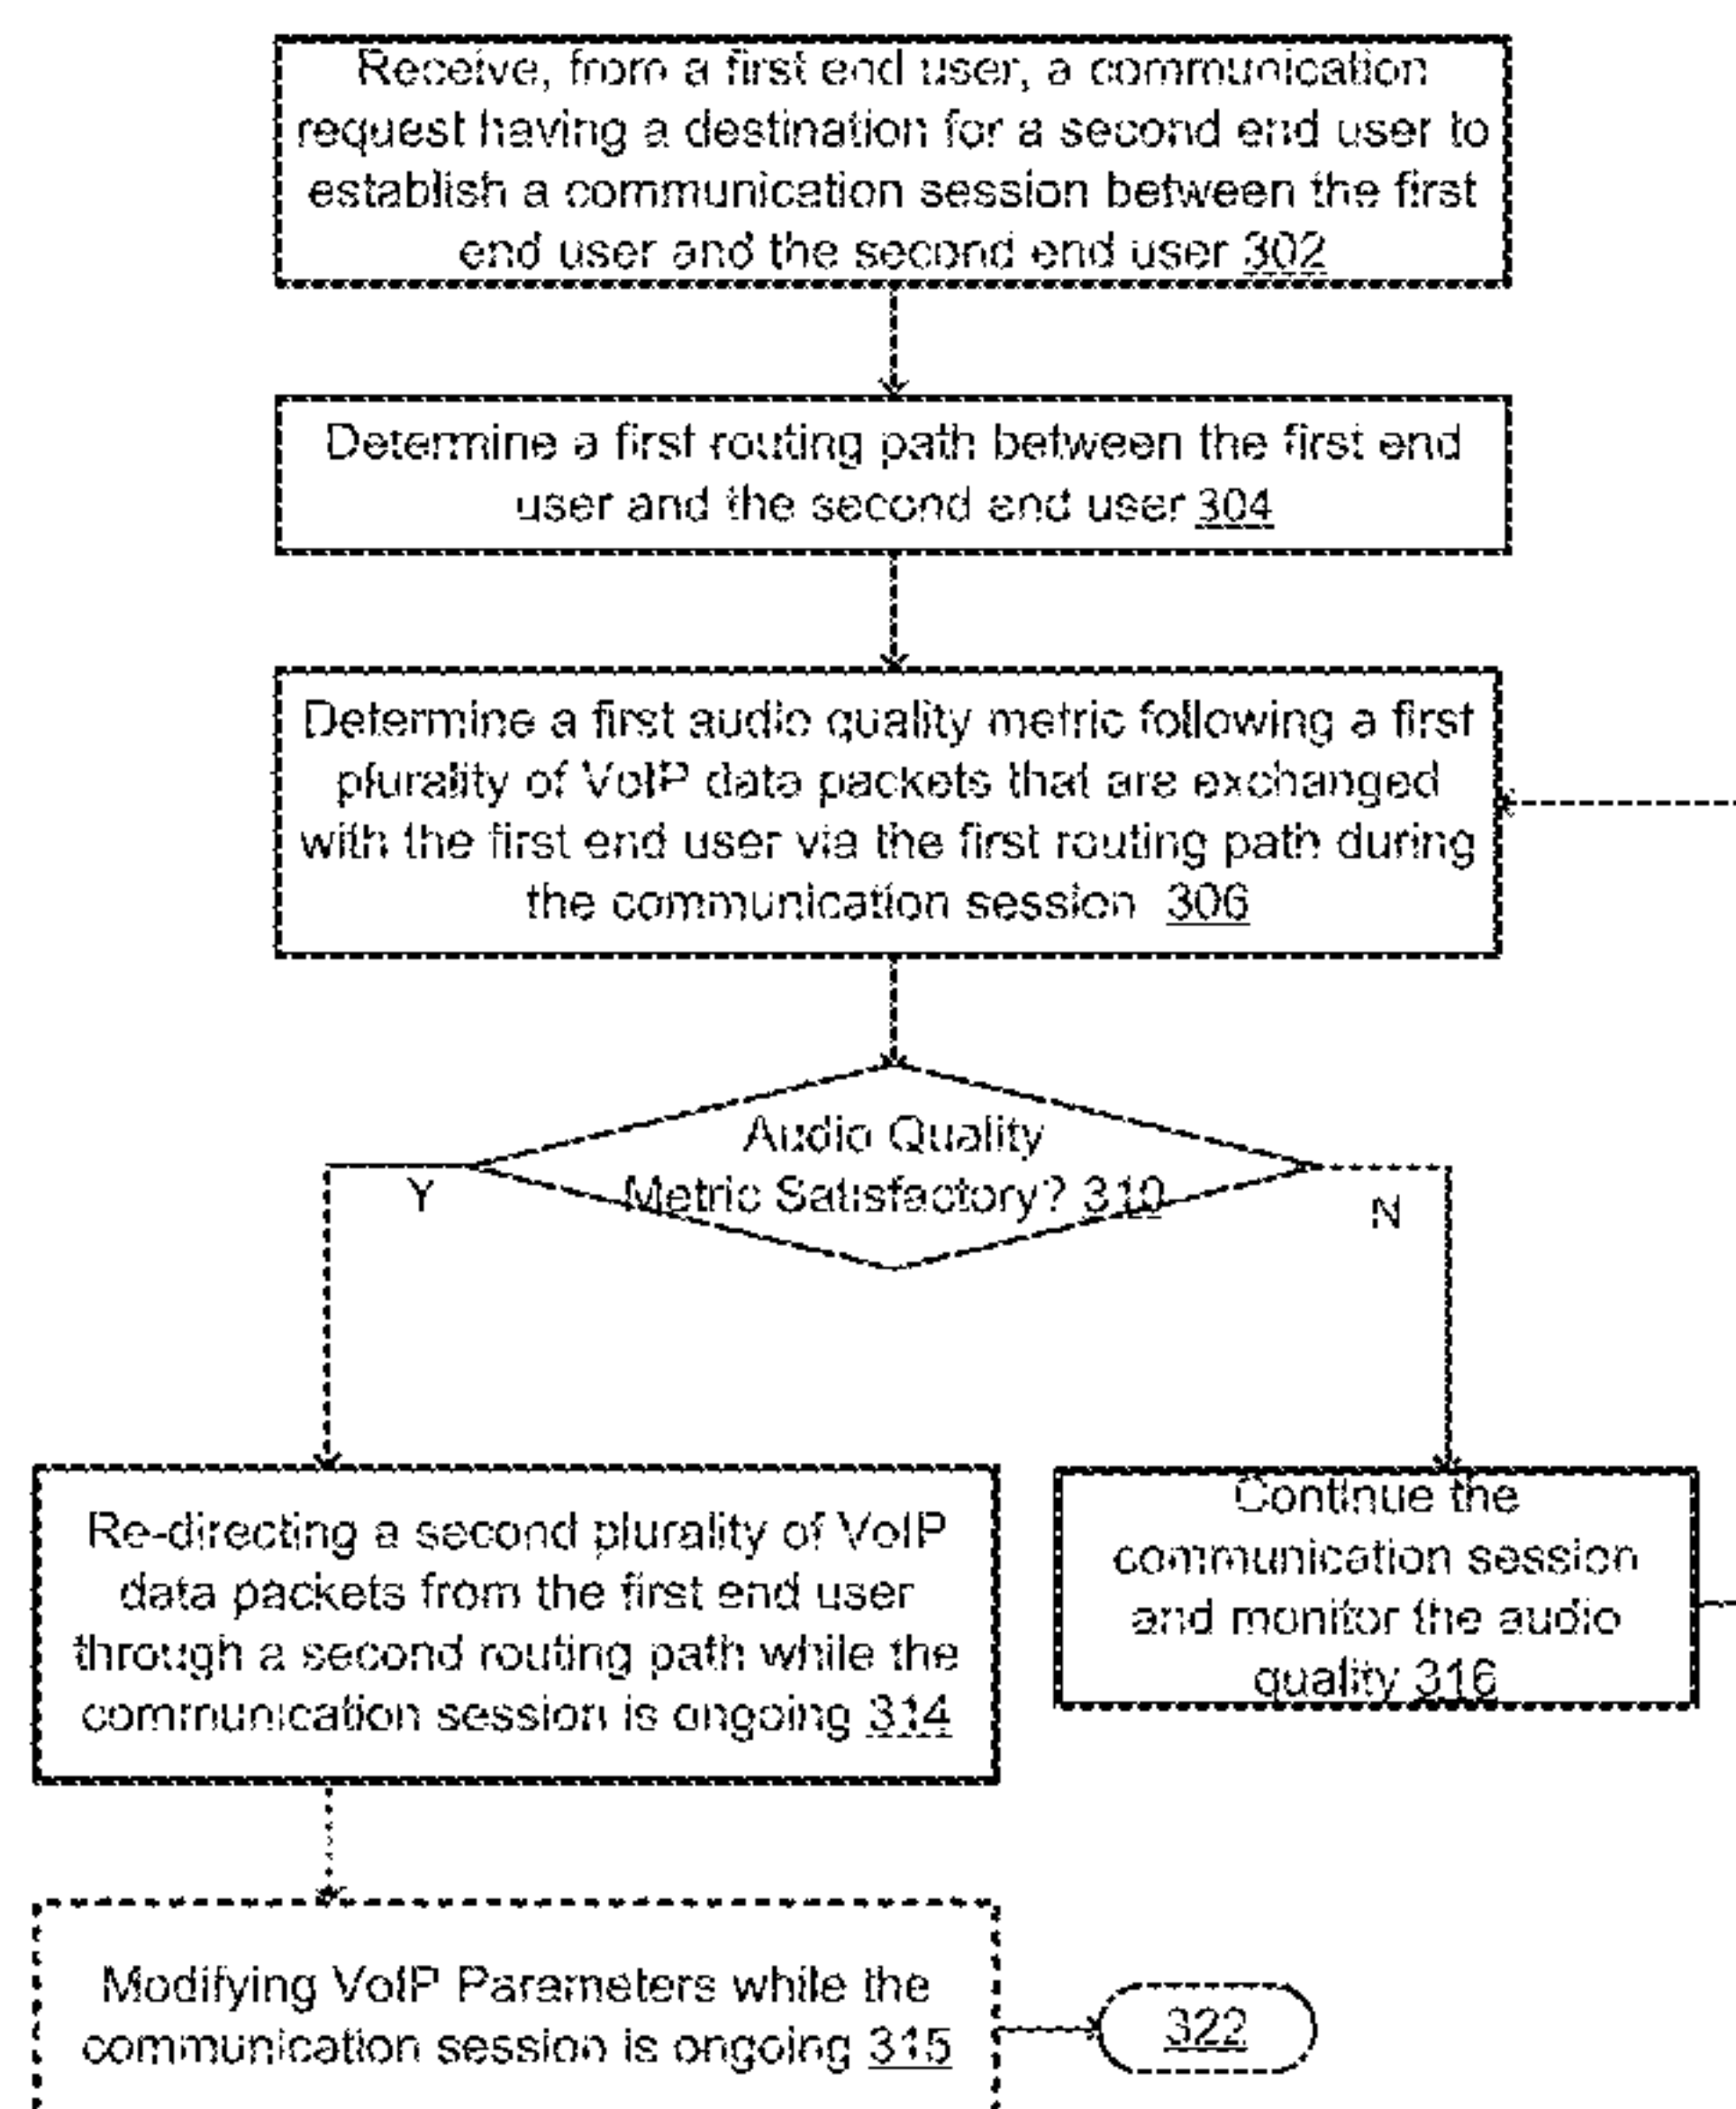 Receive, from a first end user, a communication
request having a destination for a second end user to
establish a communication session between the first
end user and the second end user 302
Determine a first routing path between the first end
user and the second end user 304
Determine a first audio quality metric following a first
plurality of VoIP data packets that are exchanged
with the first end user via the first routing path during
the communication session 306
Audio Quality
Metric Satisfactory? 310
Y
N
Re-directing a second plurality of VoIP
data packets from the first end user
through a second routing path while the
communication session is ongoing 314
Continue the
communication session
and monitor the audio
quality 316
Modifying VoIP Parameters while the
communication session is ongoing 315
322